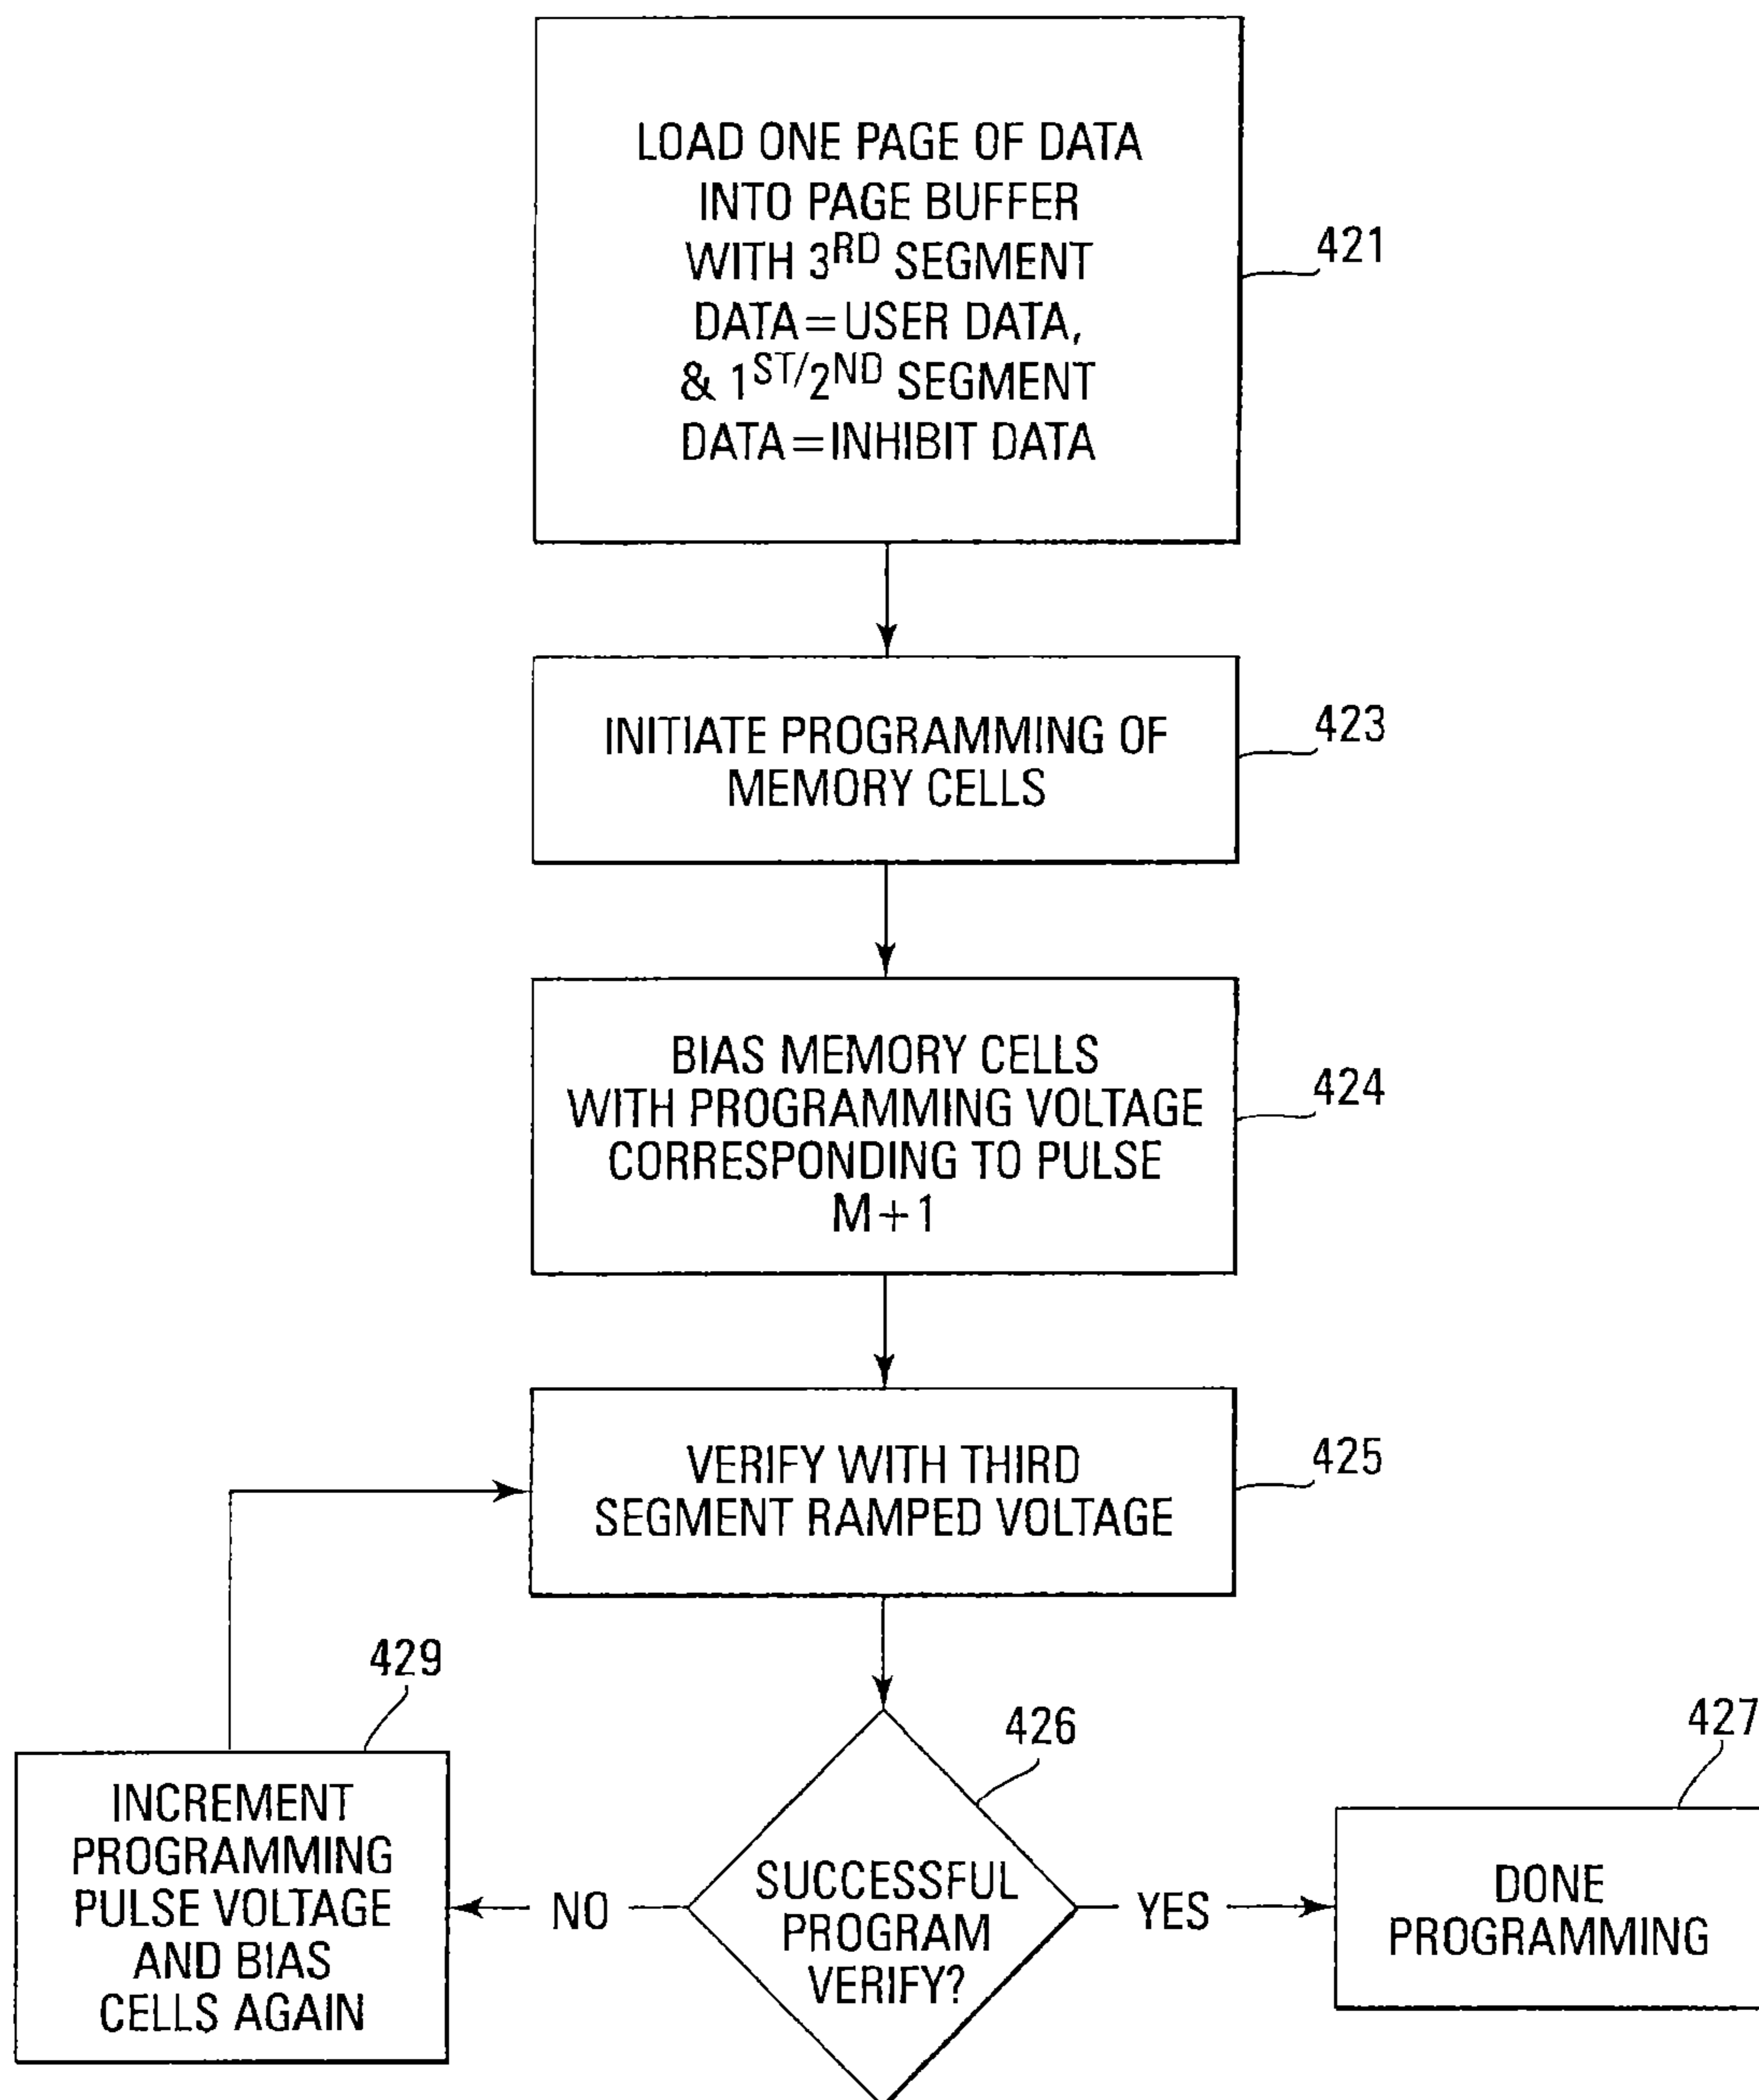 LOAD ONE PAGE OF DATA
INTO PAGE BUFFER
WITH 3RD SEGMENT
DATA=USER DATA,
& 1ST/2ND SEGMENT
DATA=INHIBIT DATA
421
INITIATE PROGRAMMING OF
MEMORY CELLS
423
BIAS MEMORY CELLS
WITH PROGRAMMING VOLTAGE
CORRESPONDING TO PULSE
M+1
424
VERIFY WITH THIRD
SEGMENT RAMPED VOLTAGE
425
429
INCREMENT
PROGRAMMING
PULSE VOLTAGE
AND BIAS
CELLS AGAIN
NO
426
SUCCESSFUL
PROGRAM
VERIFY?
YES
427
DONE
PROGRAMMING